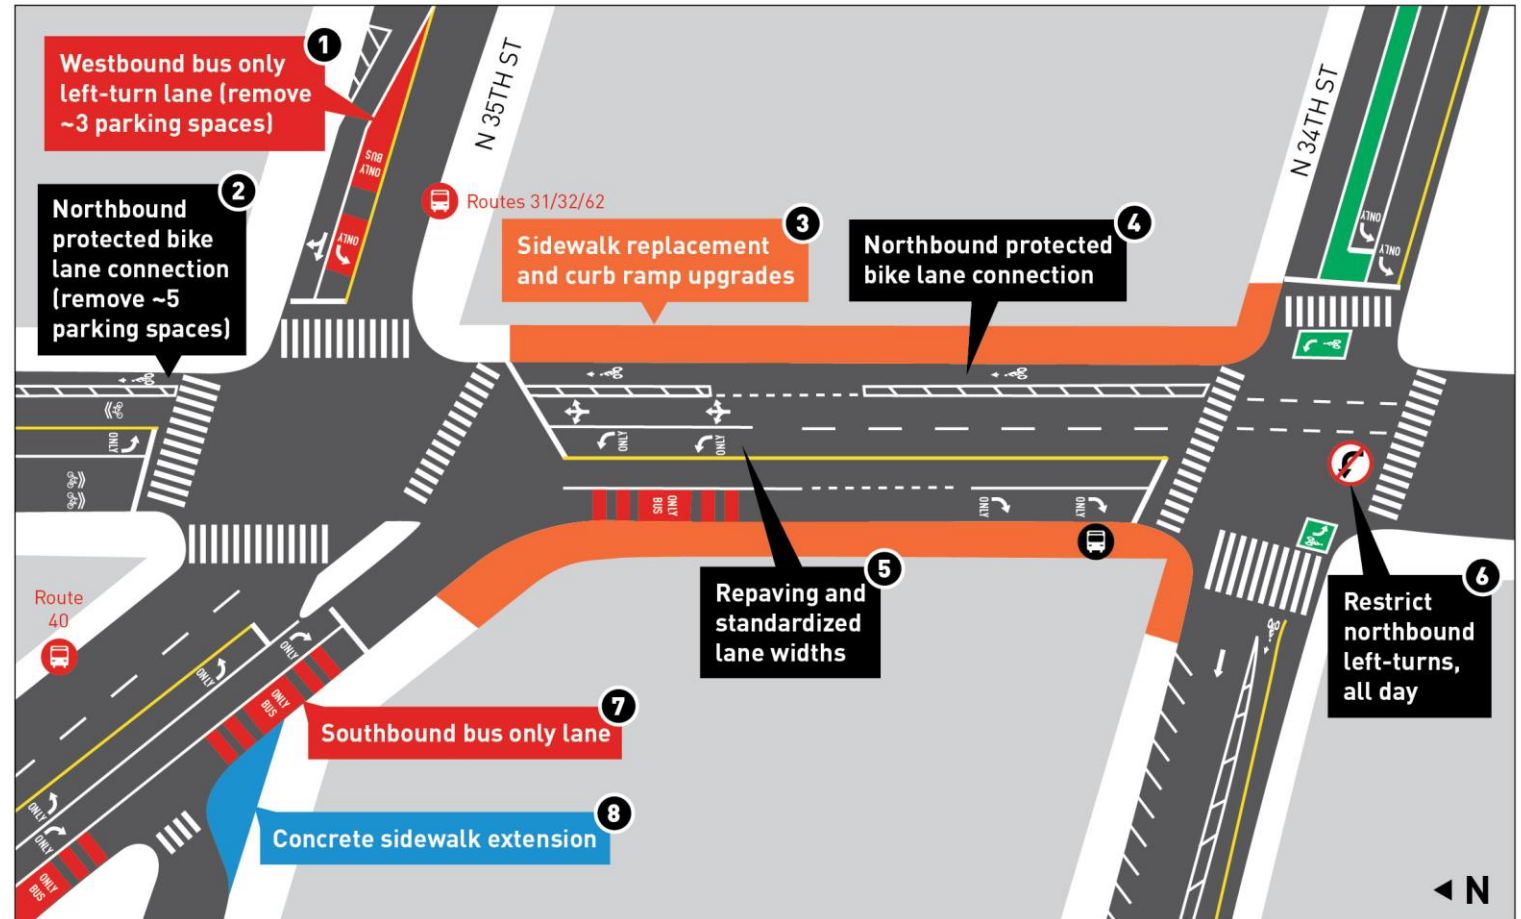 1
Westbound bus only
left-turn lane (remove
~3 parking spaces)
N 35TH ST
N 34TH ST
BUS
ONLY
ONLY
ONLY
ONLY
2
Northbound
protected bike
lane connection
(remove ~5
parking spaces)
Routes 31/32/62
3
Sidewalk replacement
and curb ramp upgrades
4
Northbound protected
bike lane connection
ONLY
ONLY
ONLY
ONLY
BUS
ONLY
ONLY
5
Repaving and
standardized
lane widths
6
Restrict
northbound
left-turns,
all day
Route
40
ONLY
ONLY
ONLY
BUS
7
Southbound bus only lane
8
Concrete sidewalk extension
ONLY
ONLY
ONLY
BUS
N